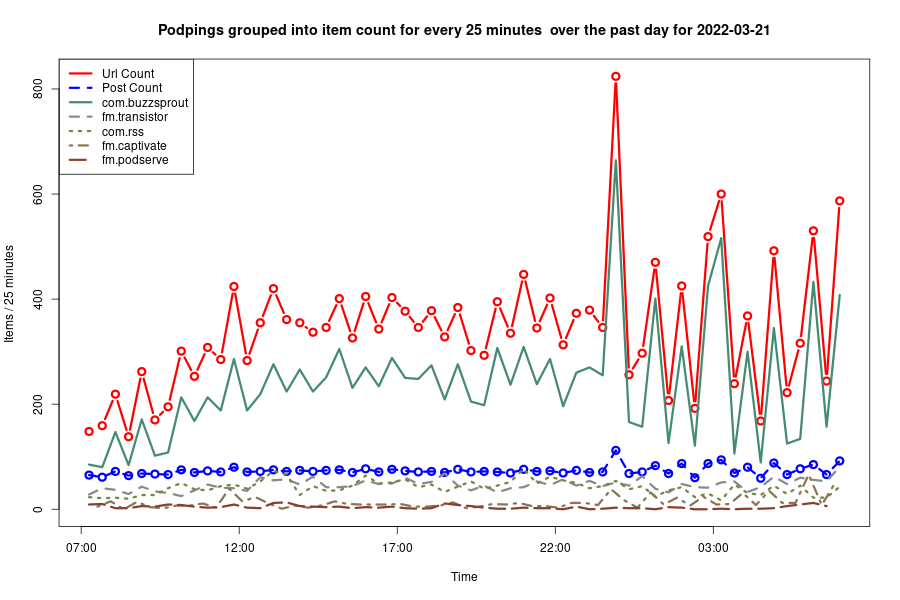 Podpings grouped into item count for every 25 minutes  over the past day for 2022-03-21
Url Count
Post Count
com.buzzsprout
fm.transistor
com.rss
fm.captivate
fm.podserve
Items / 25 minutes
800
600
400
200
0
07:00
12:00
17:00
22:00
03:00
Time